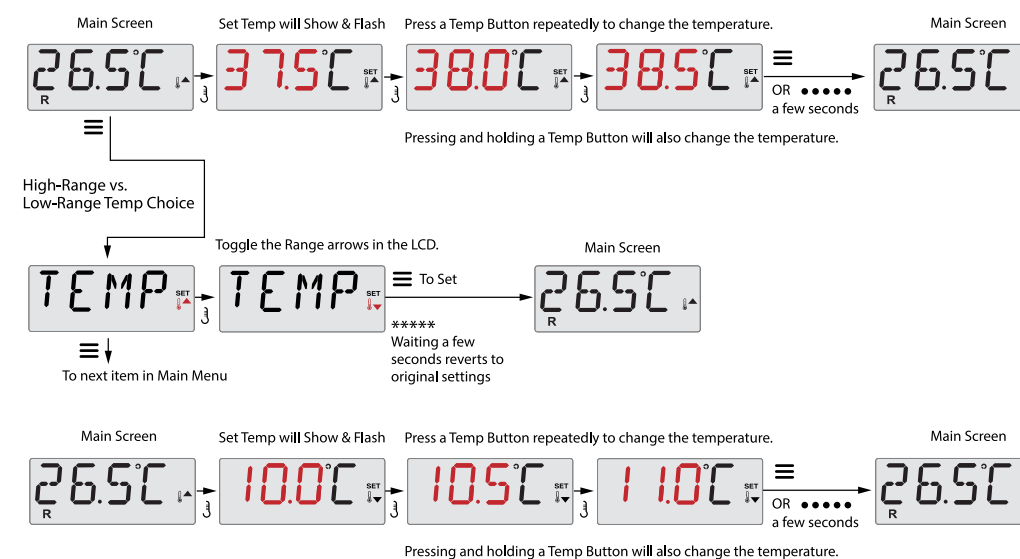 Main Screen
Set Temp will Show & Flash
Press a Temp Button repeatedly to change the temperature.
Main Screen
26.5°C
R
37.5C
SET
38.0°C
SET
38.5°C
SET
OR •••••
a few seconds
26.5°C
R
Pressing and holding a Temp Button will also change the temperature.
High-Range vs.
Low-Range Temp Choice
Toggle the Range arrows in the LCD.
Main Screen
TEMP
SET
TEMP
SET
To Set
*****
Waiting a few
seconds reverts to
original settings
26.5°C
R
To next item in Main Menu
Main Screen
Set Temp will Show & Flash
Press a Temp Button repeatedly to change the temperature.
Main Screen
26.5°C
R
10.0°C
SET
10.5°C
SET
11.0°C
SET
OR •••••
a few seconds
26.5°C
R
Pressing and holding a Temp Button will also change the temperature.